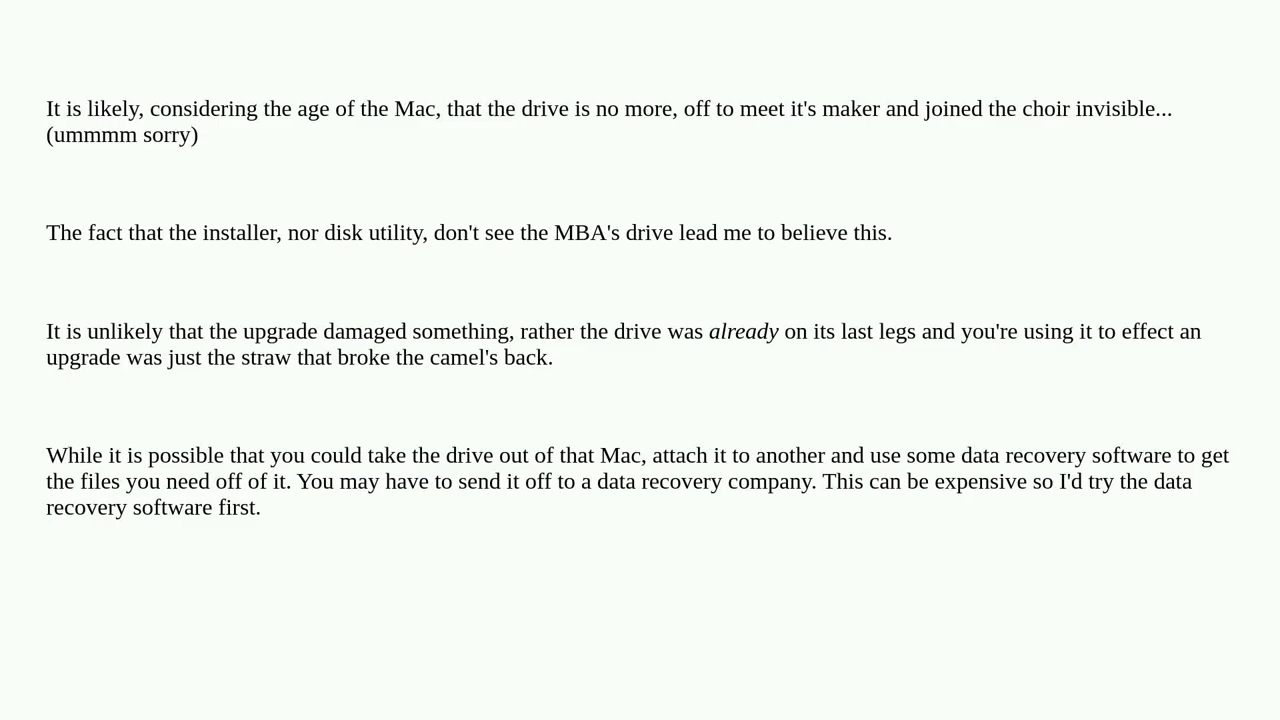 It is likely, considering the age of the Mac, that the drive is no more, off to meet it's maker and joined the choir invisible...
(ummmm sorry)
The fact that the installer, nor disk utility, don't see the MBA's drive lead me to believe this.
It is unlikely that the upgrade damaged something, rather the drive was already on its last legs and you're using it to effect an
upgrade was just the straw that broke the camel's back.
While it is possible that you could take the drive out of that Mac, attach it to another and use some data recovery software to get
the files you need off of it. You may have to send it off to a data recovery company. This can be expensive so I'd try the data
recovery software first.